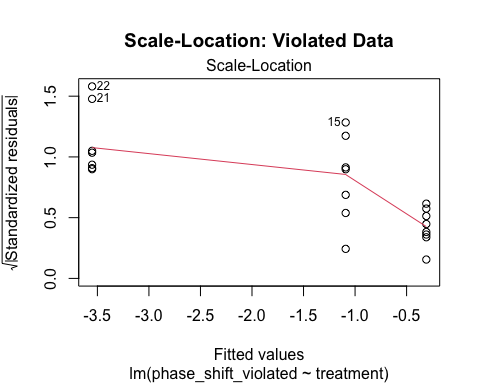 Scale-Location: Violated Data
Scale-Location
√|Standardized residuals|
1.5
1.0
0.5
0.0
22
21
15
-3.5 -3.0 -2.5 -2.0 -1.5 -1.0 -0.5
Fitted values
lm(phase_shift_violated ~ treatment)